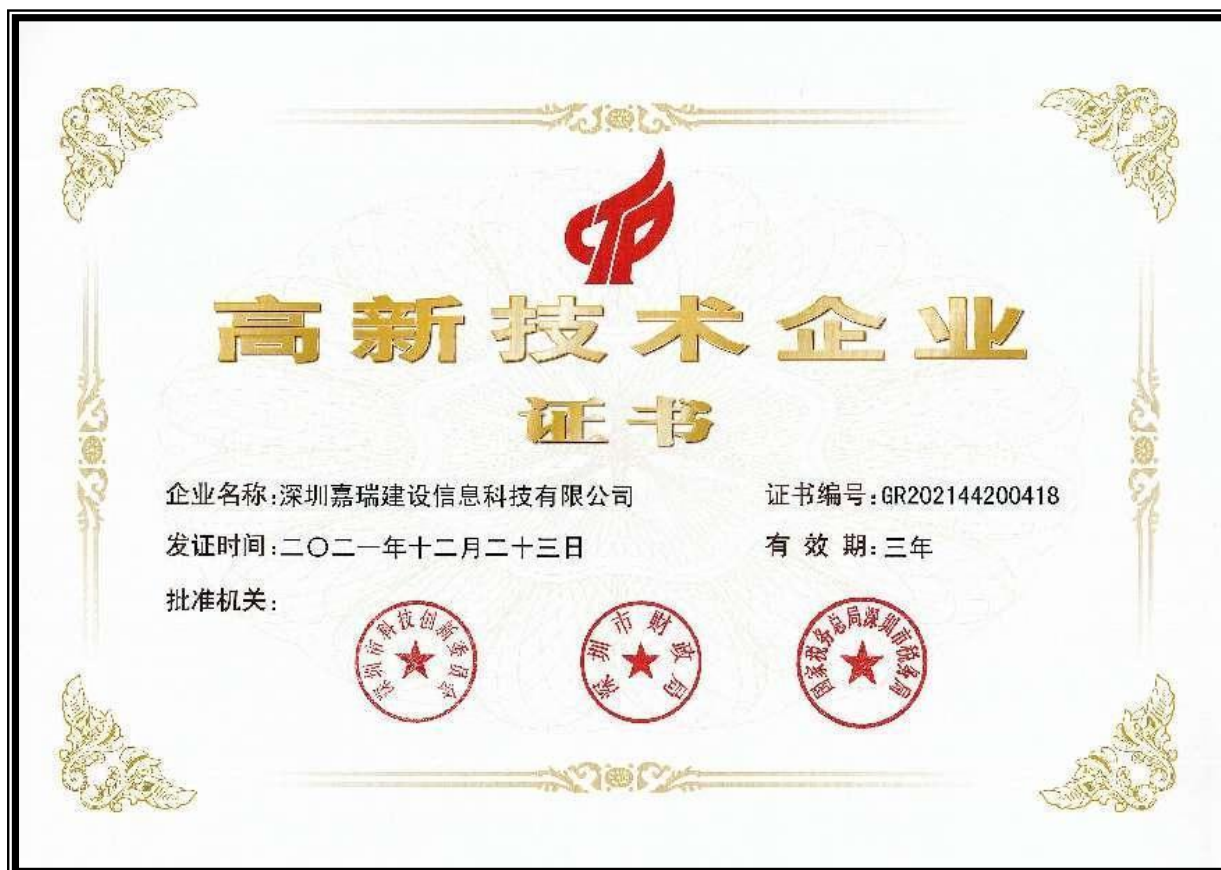 高新技术企业
证书
企业名称:深圳嘉瑞建设信息科技有限公司 证书编号:GR202144200418
发证时间:二〇二一年十二月二十三日 有 效 期:三年
批准机关:
深圳市科技创新委员会
深圳市财政局
国家税务总局深圳市税务局